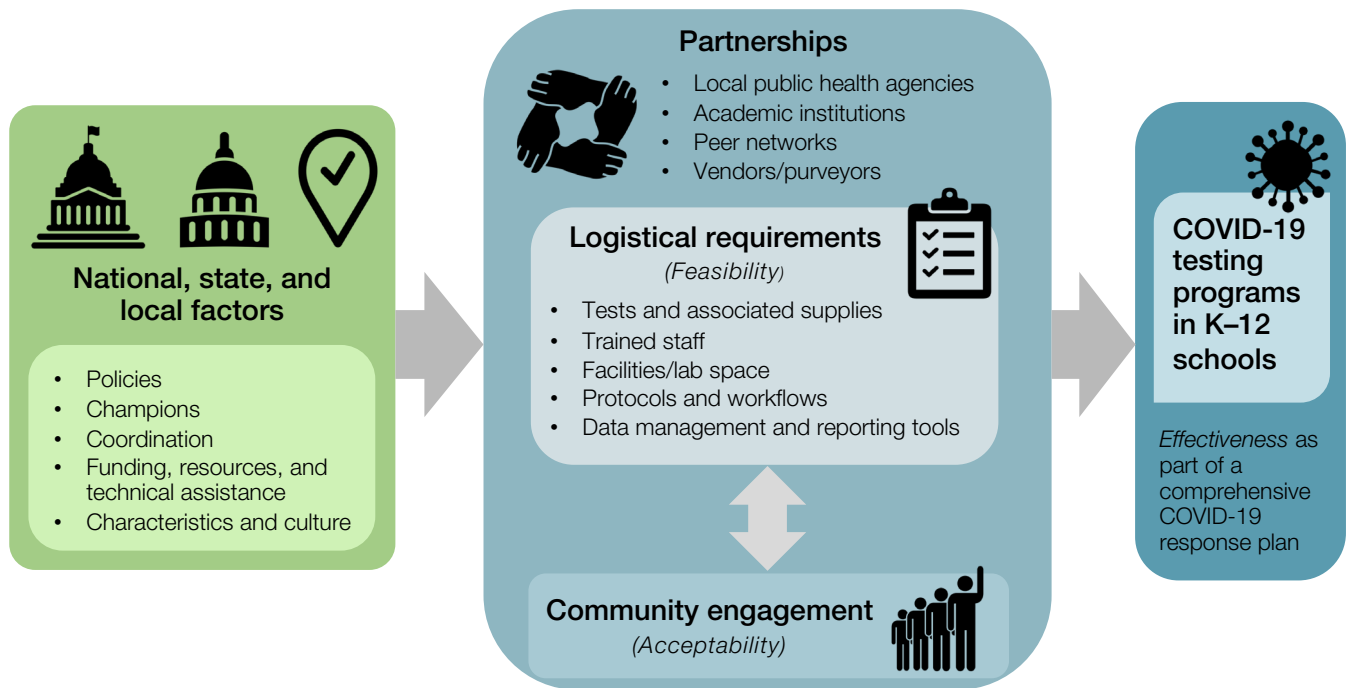 National, state, and
local factors
• Policies
• Champions
• Coordination
• Funding, resources, and
technical assistance
• Characteristics and culture
Partnerships
• Local public health agencies
• Academic institutions
• Peer networks
• Vendors/purveyors
Logistical requirements
(Feasibility)
• Tests and associated supplies
• Trained staff
• Facilities/lab space
• Protocols and workflows
• Data management and reporting tools
Community engagement
(Acceptability)
COVID-19
testing
programs
in K–12
schools
Effectiveness as
part of a
comprehensive
COVID-19
response plan